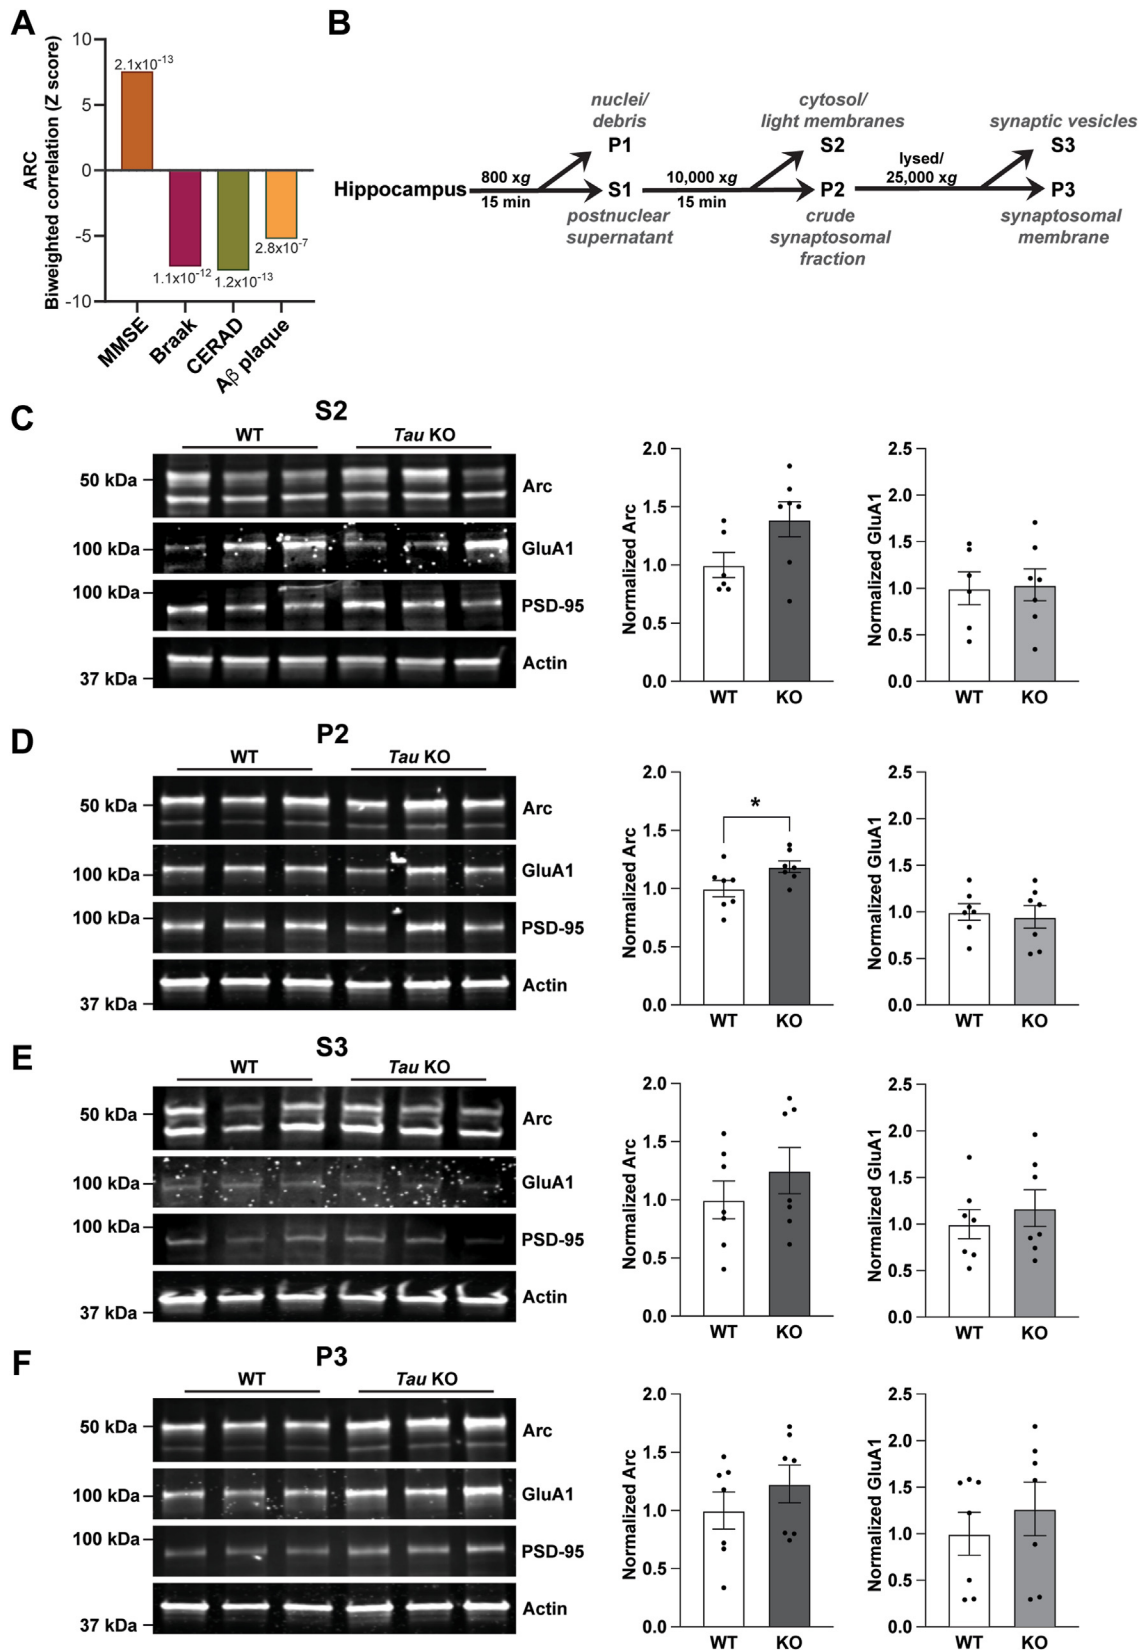 A
ARC
Biweighted correlation (Z score)
10
5
0
-5
-10
2.1x10⁻¹³
1.1x10⁻¹²
1.2x10⁻¹³
2.8x10⁻⁷
MMSE
Braak
CERAD
Aβ plaque
B
nuclei/
debris
P1
cytosol/
light membranes
S2
synaptic vesicles
S3
Hippocampus
800 xg
15 min
S1
10,000 xg
15 min
P2
lysed/
25,000 xg
P3
postnuclear
supernatant
crude
synaptosomal
fraction
synaptosomal
membrane
C
S2
WT
Tau KO
50 kDa
Arc
100 kDa
GluA1
100 kDa
PSD-95
Actin
37 kDa
Normalized Arc
2.0
1.5
1.0
0.5
0.0
WT
KO
Normalized GluA1
2.5
2.0
1.5
1.0
0.5
0.0
WT
KO
D
P2
WT
Tau KO
50 kDa
Arc
100 kDa
GluA1
100 kDa
PSD-95
Actin
37 kDa
Normalized Arc
2.0
1.5
1.0
0.5
0.0
*
WT
KO
Normalized GluA1
2.5
2.0
1.5
1.0
0.5
0.0
WT
KO
E
S3
WT
Tau KO
50 kDa
Arc
100 kDa
GluA1
100 kDa
PSD-95
Actin
37 kDa
Normalized Arc
2.0
1.5
1.0
0.5
0.0
WT
KO
Normalized GluA1
2.5
2.0
1.5
1.0
0.5
0.0
WT
KO
F
P3
WT
Tau KO
50 kDa
Arc
100 kDa
GluA1
100 kDa
PSD-95
Actin
37 kDa
Normalized Arc
2.0
1.5
1.0
0.5
0.0
WT
KO
Normalized GluA1
2.5
2.0
1.5
1.0
0.5
0.0
WT
KO